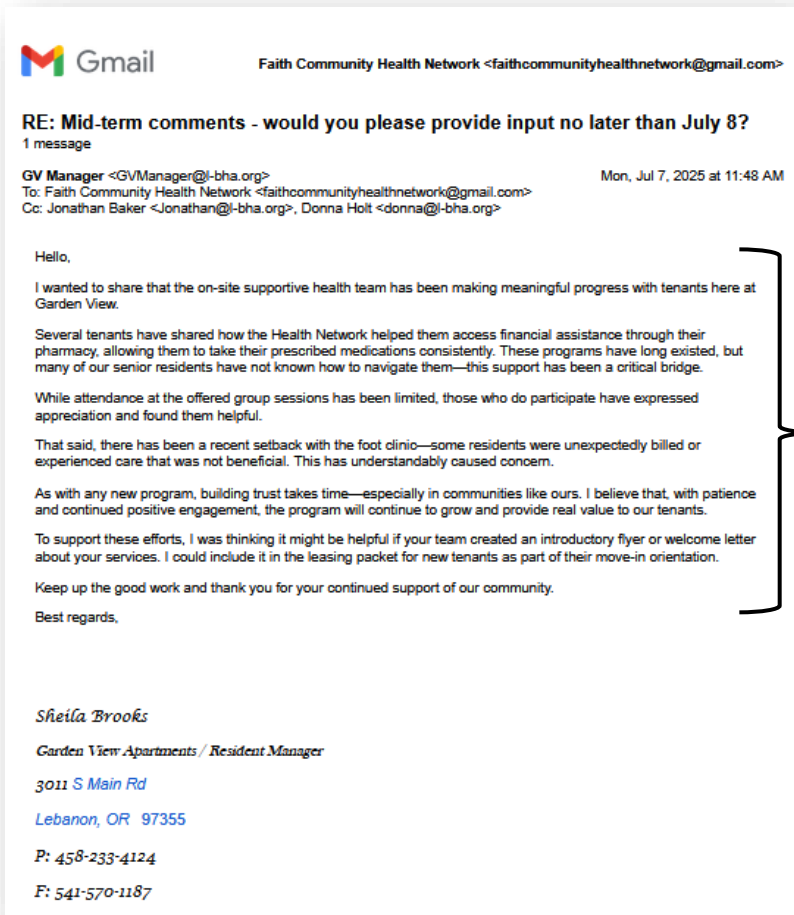 Gmail
Faith Community Health Network <faithcommunityhealthnetwork@gmail.com>
RE: Mid-term comments - would you please provide input no later than July 8?
1 message
GV Manager <GVManager@l-bha.org>
Mon, Jul 7, 2025 at 11:48 AM
To: Faith Community Health Network <faithcommunityhealthnetwork@gmail.com>
Cc: Jonathan Baker <Jonathan@l-bha.org>, Donna Holt <donna@l-bha.org>
Hello,
I wanted to share that the on-site supportive health team has been making meaningful progress with tenants here at
Garden View.
Several tenants have shared how the Health Network helped them access financial assistance through their
pharmacy, allowing them to take their prescribed medications consistently. These programs have long existed, but
many of our senior residents have not known how to navigate them—this support has been a critical bridge.
While attendance at the offered group sessions has been limited, those who do participate have expressed
appreciation and found them helpful.
That said, there has been a recent setback with the foot clinic—some residents were unexpectedly billed or
experienced care that was not beneficial. This has understandably caused concern.
As with any new program, building trust takes time—especially in communities like ours. I believe that, with patience
and continued positive engagement, the program will continue to grow and provide real value to our tenants.
To support these efforts, I was thinking it might be helpful if your team created an introductory flyer or welcome letter
about your services. I could include it in the leasing packet for new tenants as part of their move-in orientation.
Keep up the good work and thank you for your continued support of our community.
Best regards,
Sheila Brooks
Garden View Apartments / Resident Manager
3011 S Main Rd
Lebanon, OR 97355
P: 458-233-4124
F: 541-570-1187